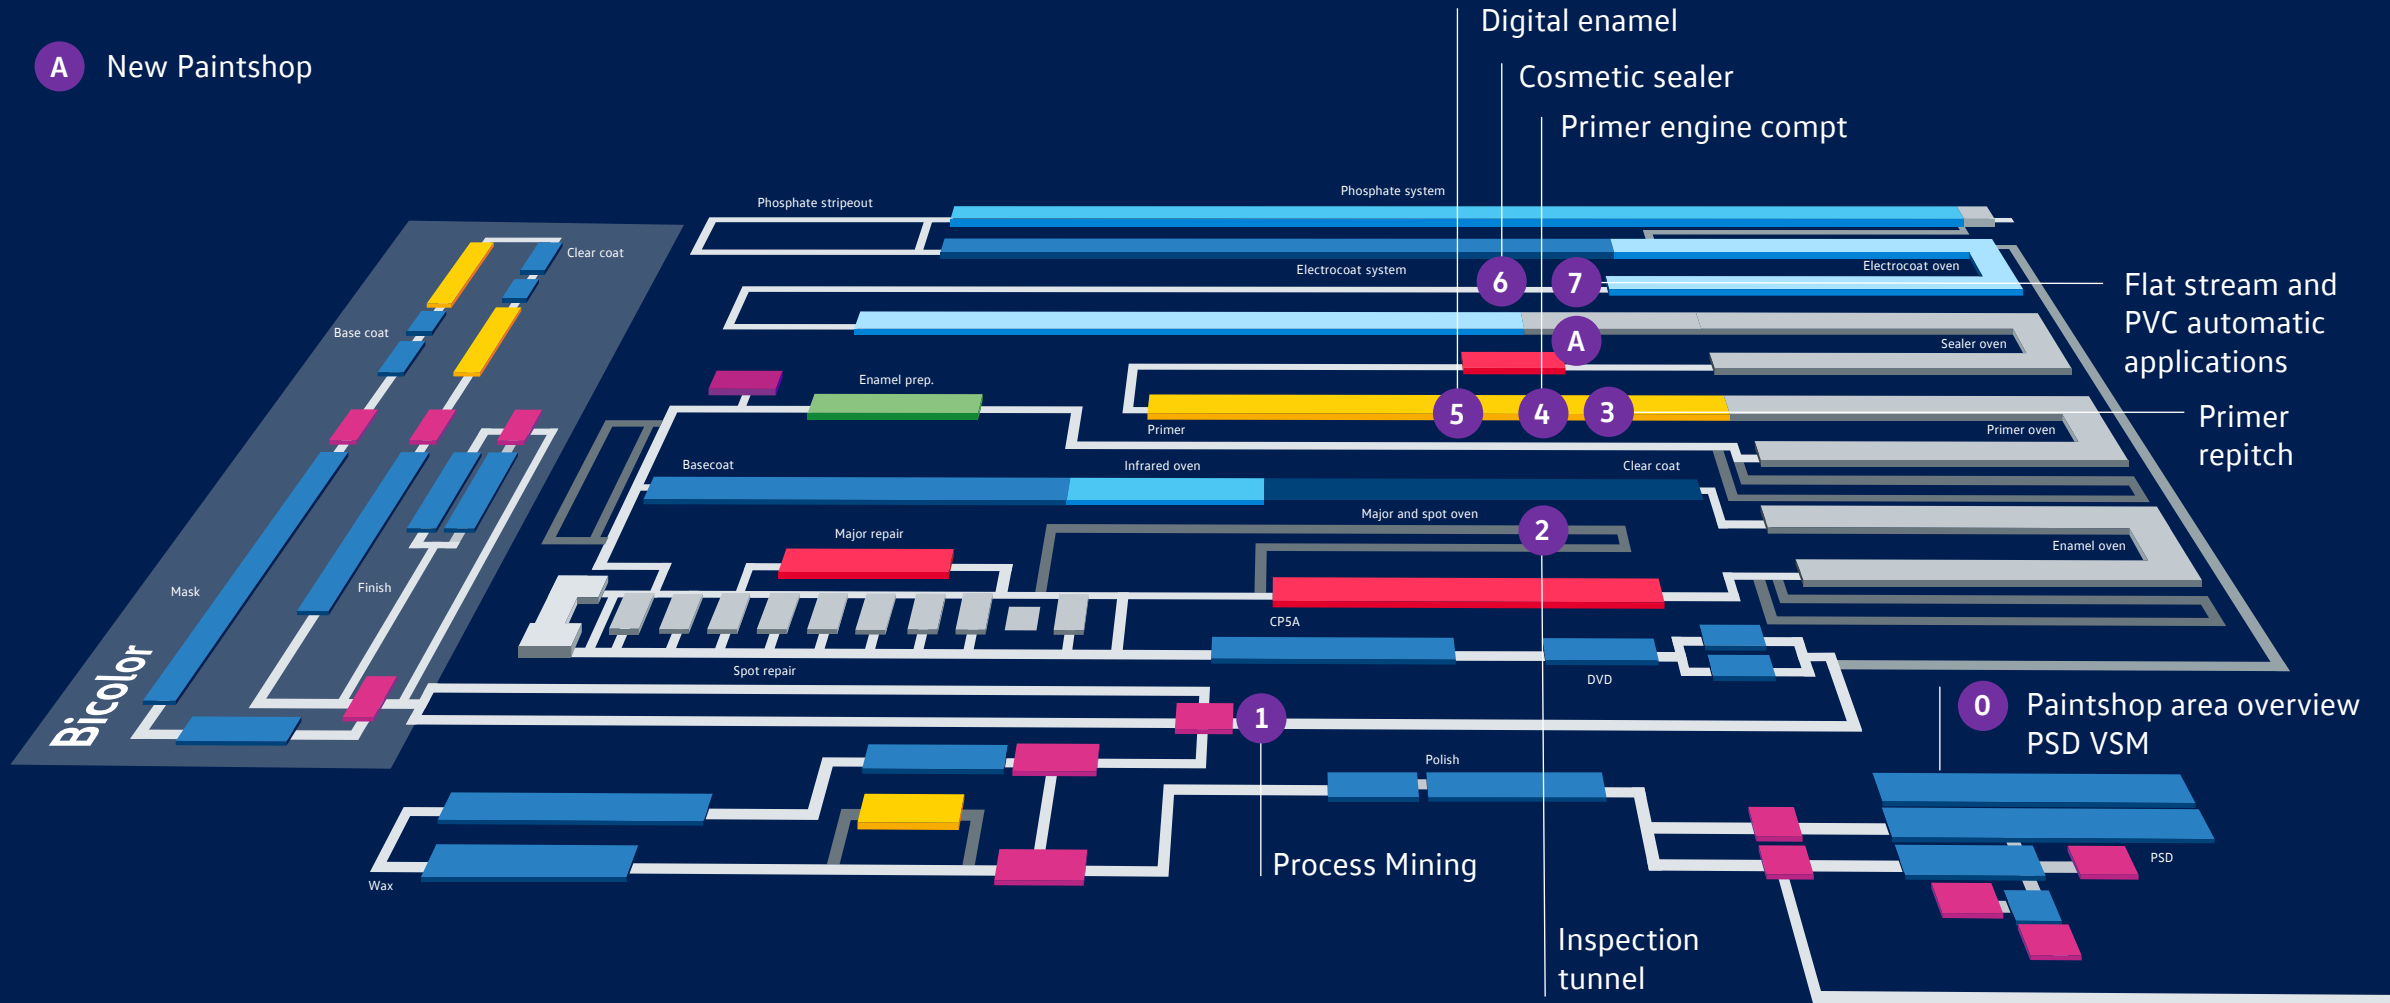 Digital enamel
A New Paintshop
Cosmetic sealer
Primer engine compt
Phosphate system
Phosphate stripeout
Clear coat
Electrocoat oven
Electrocoat system
6
7
Flat stream and
PVC automatic
applications
Base coat
A
Sealer oven
Enamel prep.
5
4
3
Primer
repitch
Primer
Primer oven
Basecoat
Infrared oven
Clear coat
Major and spot oven
2
Major repair
Enamel oven
Mask
Finish
CP5A
Spot repair
DVD
Bicolor
0 Paintshop area overview
PSD VSM
1
Polish
Process Mining
PSD
Wax
Inspection
tunnel